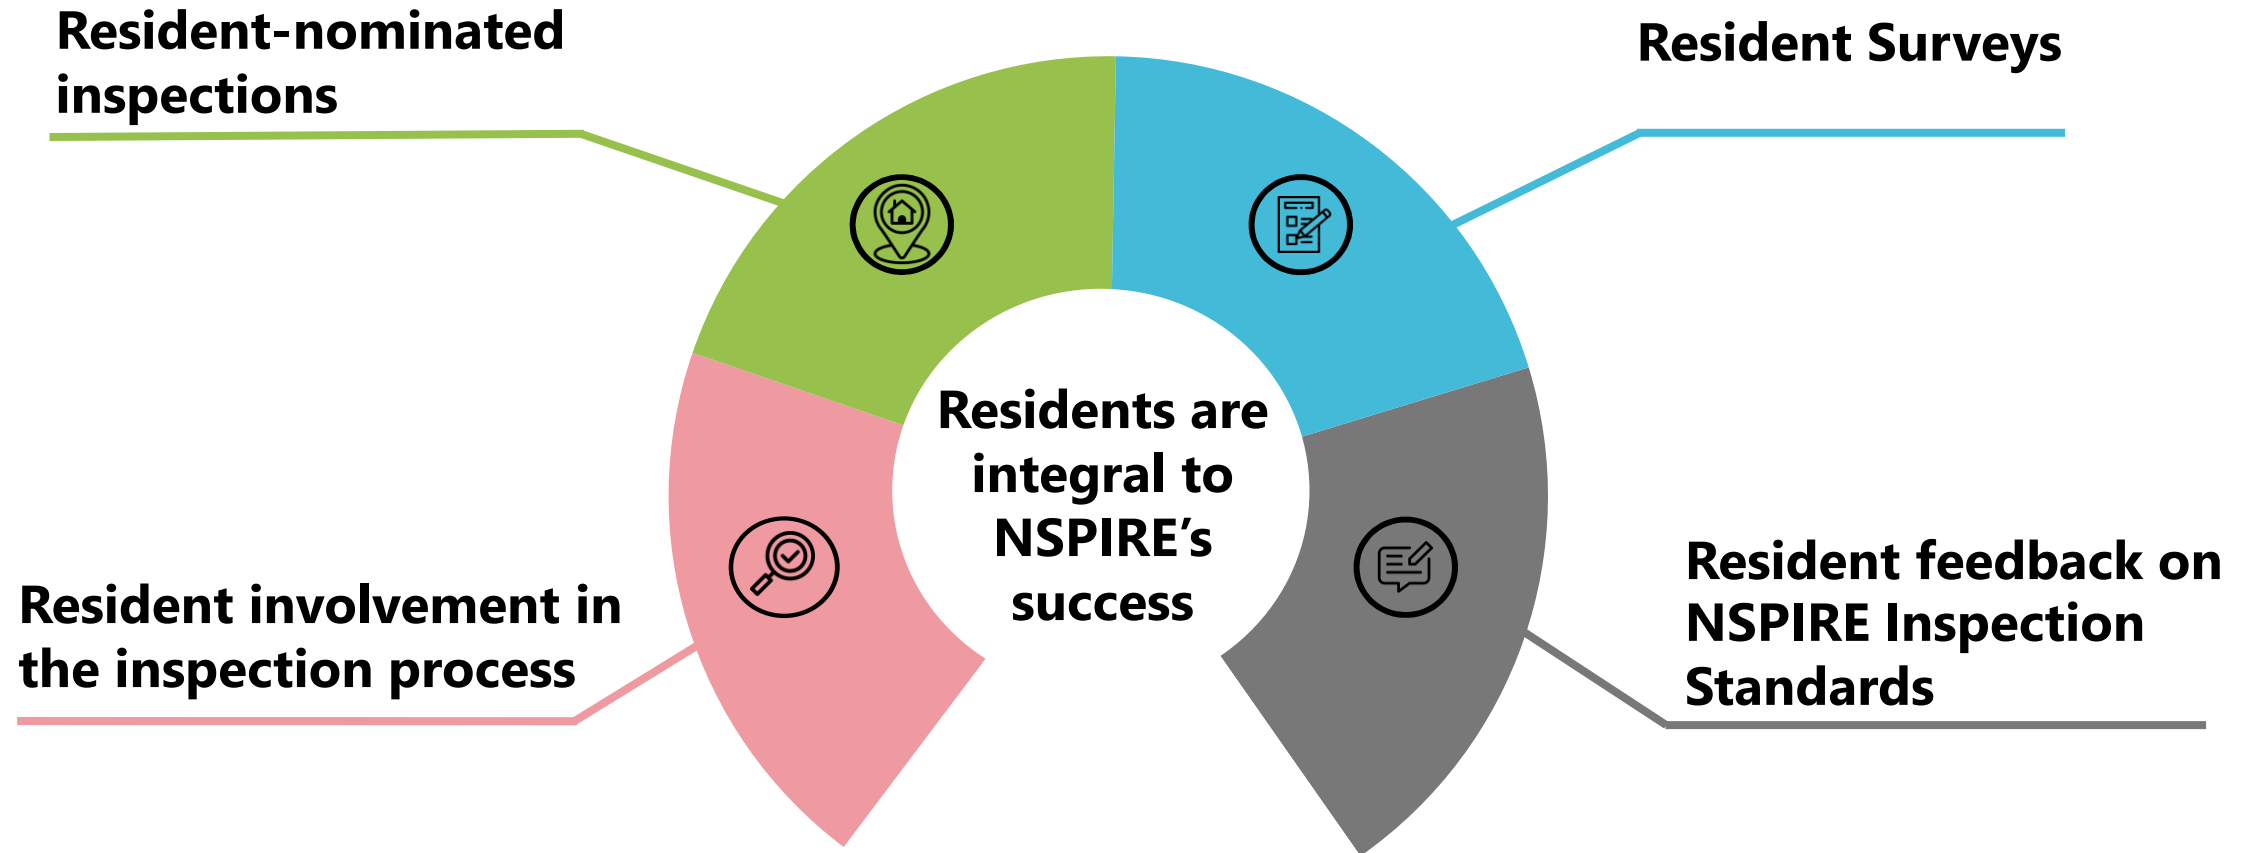 Resident-nominated
inspections
Resident Surveys
Residents are
integral to
NSPIRE’s
success
Resident involvement in
the inspection process
Resident feedback on
NSPIRE Inspection
Standards